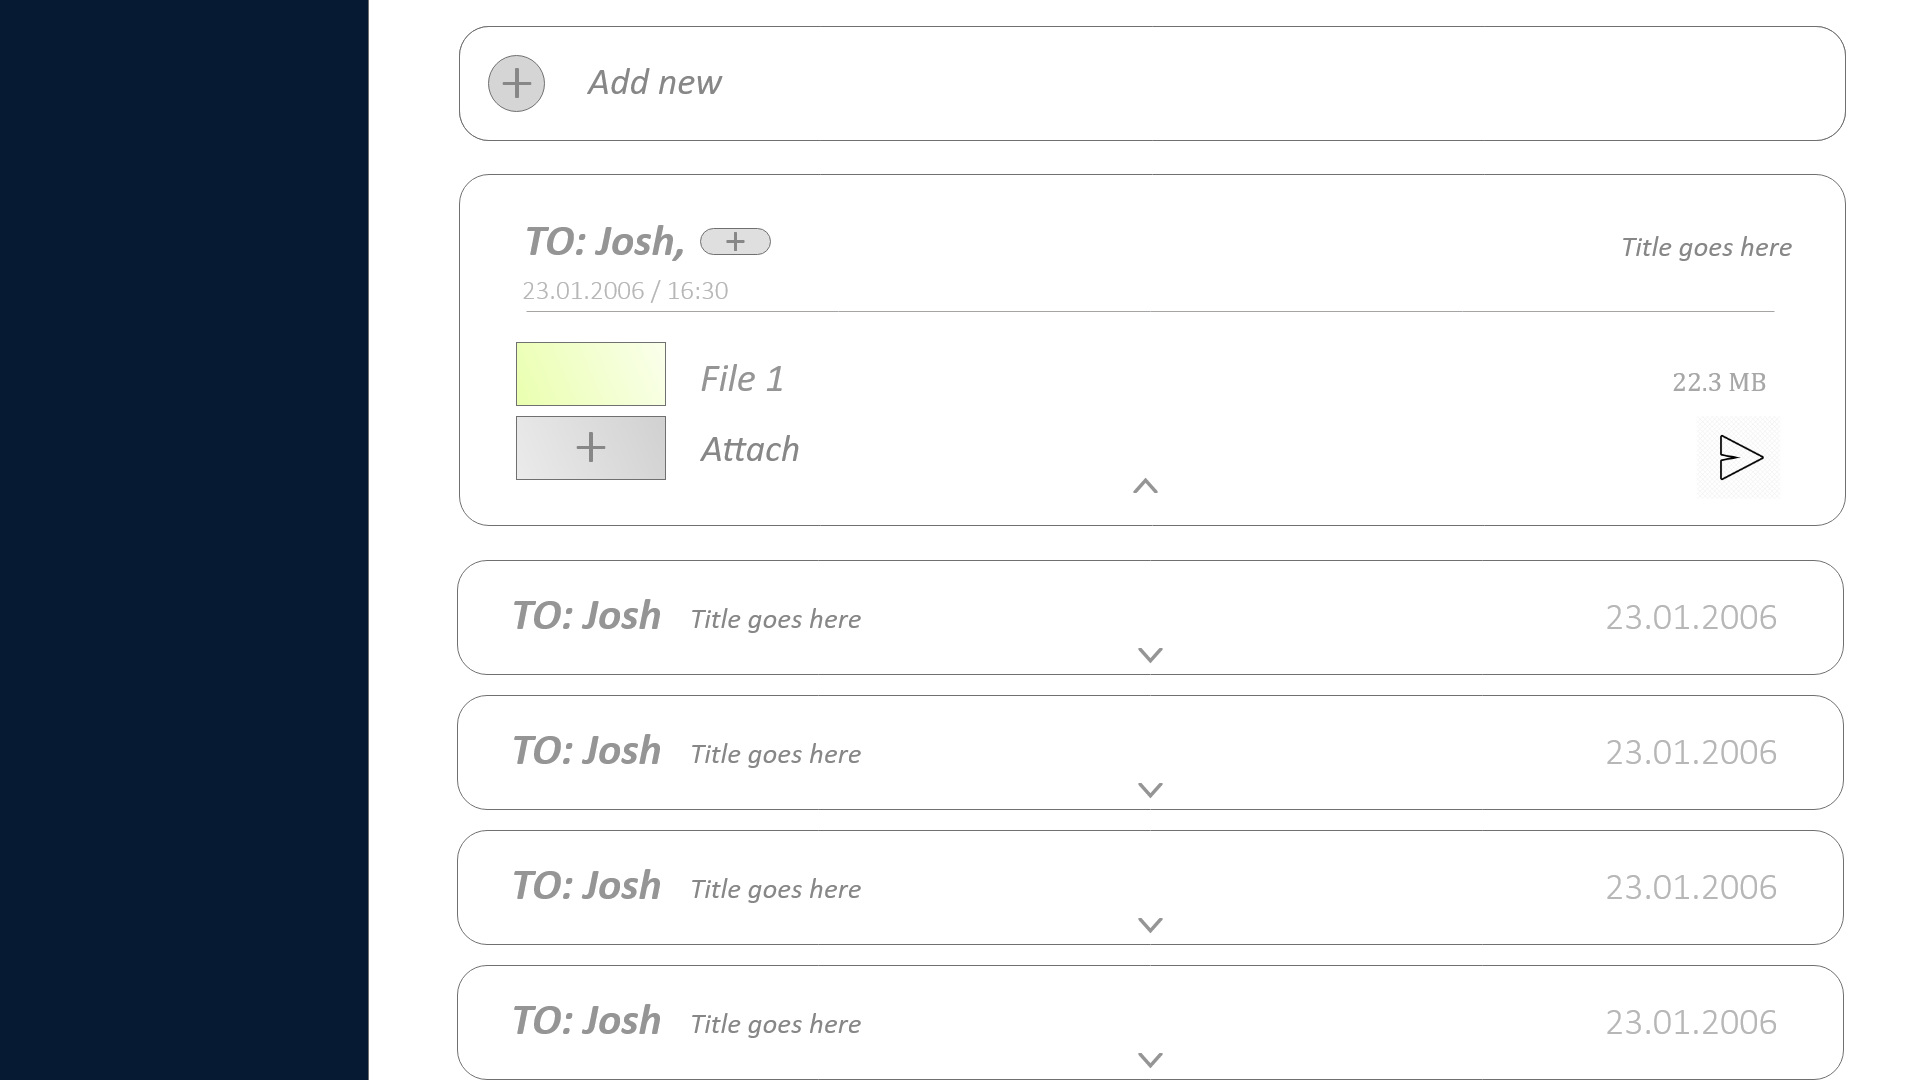 Add new
TO: Josh,
Title goes here
23.01.2006 / 16:30
File 1
22.3 MB
Attach
TO: Josh Title goes here 23.01.2006
TO: Josh Title goes here 23.01.2006
TO: Josh Title goes here 23.01.2006
TO: Josh Title goes here 23.01.2006